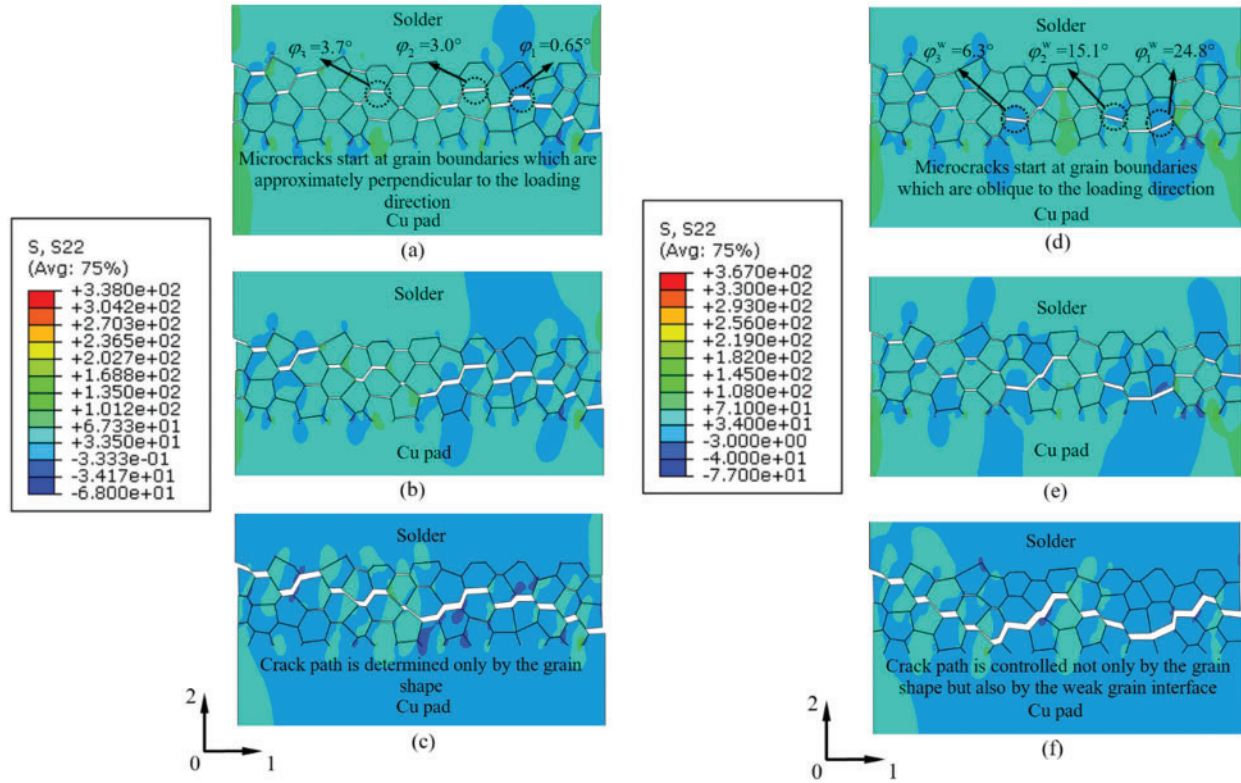 Solder
φ₃ =3.7°
φ₂ =3.0°
φ₁=0.65°
Microcracks start at grain boundaries which are
approximately perpendicular to the loading
direction
Cu pad
(a)
S, S22
(Avg: 75%)
+3.380e+02
+3.042e+02
+2.703e+02
+2.365e+02
+2.027e+02
+1.688e+02
+1.350e+02
+1.012e+02
+6.733e+01
+3.350e+01
-3.333e-01
-3.417e+01
-6.800e+01
Solder
Cu pad
(b)
Solder
Crack path is determined only by the grain
shape
Cu pad
(c)
2
0 1
Solder
φ₃ʷ=6.3°
φ₂ʷ=15.1°
φ₁ʷ=24.8°
Microcracks start at grain boundaries
which are oblique to the loading direction
Cu pad
(d)
S, S22
(Avg: 75%)
+3.670e+02
+3.300e+02
+2.930e+02
+2.560e+02
+2.190e+02
+1.820e+02
+1.450e+02
+1.080e+02
+7.100e+01
+3.400e+01
-3.000e+00
-4.000e+01
-7.700e+01
Solder
Cu pad
(e)
Solder
Crack path is controlled not only by the grain
shape but also by the weak grain interface
Cu pad
(f)
2
0 1